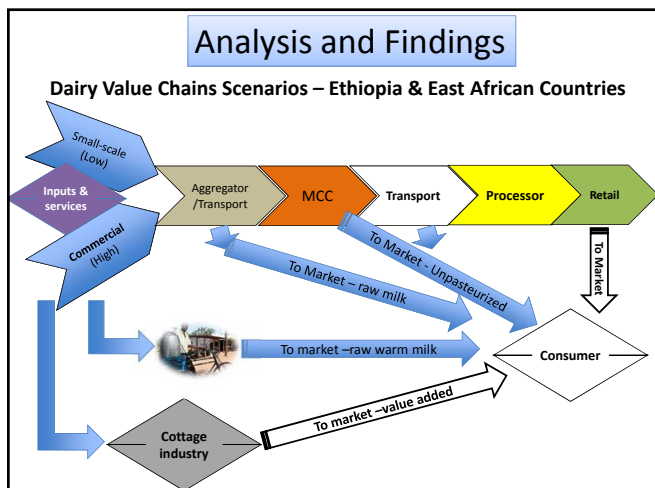 Analysis and Findings
Dairy Value Chains Scenarios – Ethiopia & East African Countries
Small-scale
(Low)
Inputs &
services
Commercial
(High)
Aggregator
/Transport
MCC
Transport
Processor
Retail
To Market – raw milk
To Market - Unpasteurized
To Market
To market –raw warm milk
Consumer
To market –value added
Cottage
industry